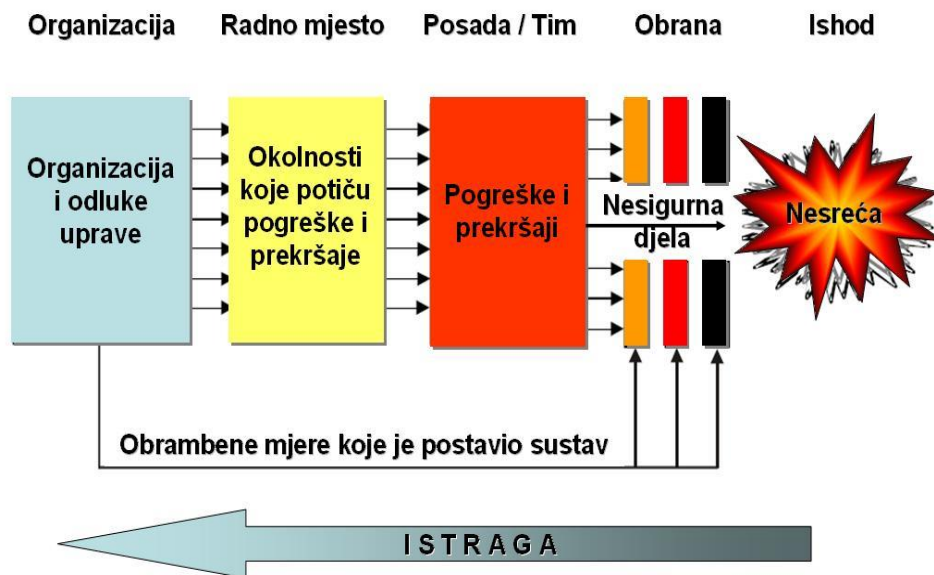 Organizacija
Radno mjesto
Posada / Tim
Obrana
Ishod
Organizacija
i odluke
uprave
Okolnosti
koje potiču
pogreške i
prekršaje
Pogreške i
prekršaji
Nesigurna
djela
Nesreća
Obrambene mjere koje je postavio sustav
ISTRAGA